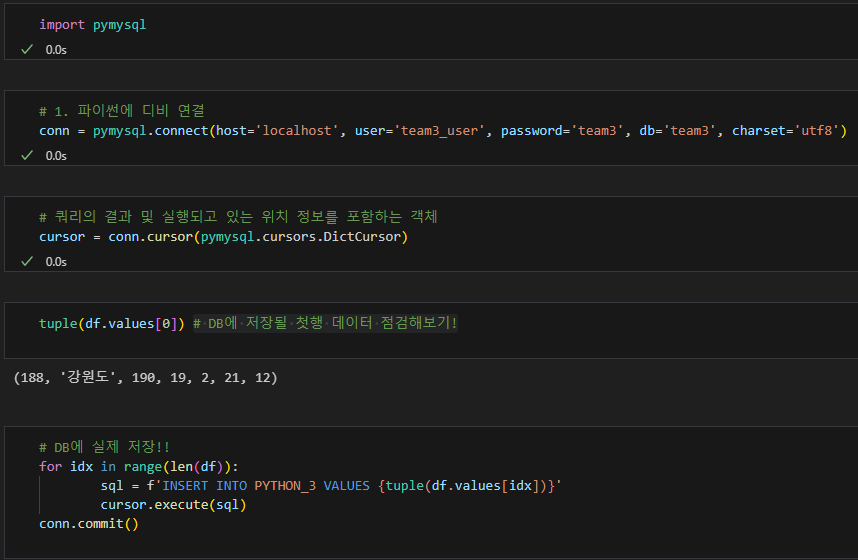 import pymysql
0.0s
# 1. 파이썬에 디비 연결
conn = pymysql.connect(host='localhost', user='team3_user', password='team3', db='team3', charset='utf8')
0.0s
# 쿼리의 결과 및 실행되고 있는 위치 정보를 포함하는 객체
cursor = conn.cursor(pymysql.cursors.DictCursor)
0.0s
tuple(df.values[0]) # DB에 저장될 첫행 데이터 점검해보기!
(188, '강원도', 190, 19, 2, 21, 12)
# DB에 실제 저장!!
for idx in range(len(df)):
sql = f'INSERT INTO PYTHON_3 VALUES {tuple(df.values[idx])}'
cursor.execute(sql)
conn.commit()